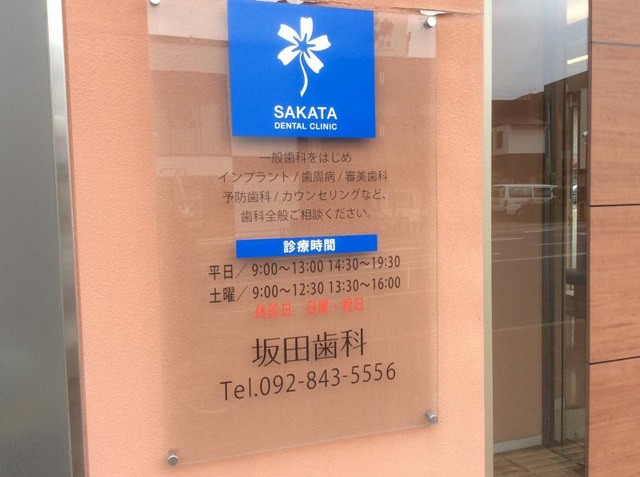 SAKATA
DENTAL CLINIC
一般歯科をはじめ
インプラント/歯周病/審美歯科
予防歯科/カウンセリングなど、
歯科全般ご相談ください。
診療時間
平日／ 9:00〜13:00 14:30〜19:30
土曜／ 9:00〜12:30 13:30〜16:00
休診日 日曜・祝日
坂田歯科
Tel.092-843-5556